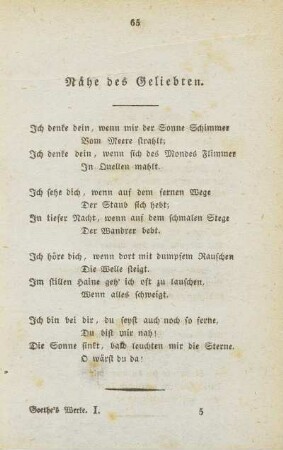 65
Nähe des Geliebten.
Ich denke dein, wenn mir der Sonne Schimmer
Vom Meere strahlt;
Ich denke dein, wenn sich des Mondes Flimmer
In Quellen mahlt.
Ich sehe dich, wenn auf dem fernen Wege
Der Staub sich hebt;
In tiefer Nacht, wenn auf dem schmalen Stege
Der Wandrer bebt.
Ich höre dich, wenn dort mit dumpfem Rauschen
Die Welle steigt.
Im stillen Haine geh' ich oft zu lauschen,
Wenn alles schweigt.
Ich bin bei dir, du seyst auch noch so ferne,
Du bist mir nah!
Die Sonne sinkt, bald leuchten mir die Sterne.
O wärst du da!
Goethe's Werke. I. 5